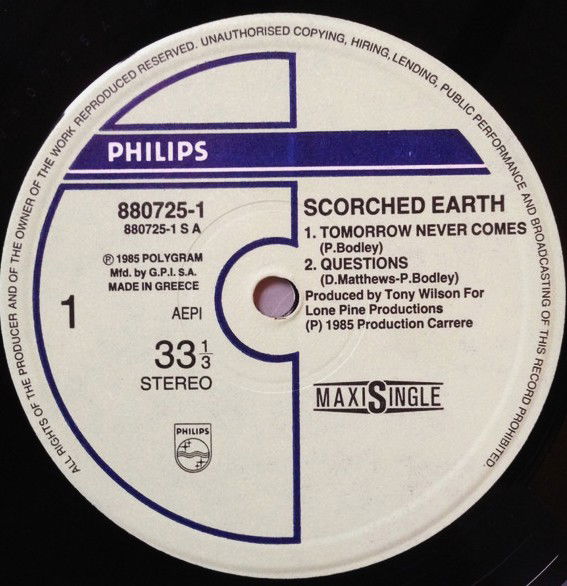 ALL RIGHTS OF THE PRODUCER AND OF THE OWNER OF THE WORK REPRODUCED RESERVED. UNAUTHORISED COPYING, HIRING, LENDING, PUBLIC PERFORMANCE AND BROADCASTING OF THIS RECORD PROHIBITED.
PHILIPS
880725-1
880725-1 S A
℗ 1985 POLYGRAM
Mfd. by G.P.I. S.A.
MADE IN GREECE
1
AEPI
33 1/3
STEREO
PHILIPS
SCORCHED EARTH
1. TOMORROW NEVER COMES
(P.Bodley)
2. QUESTIONS
(D.Matthews-P.Bodley)
Produced by Tony Wilson For
Lone Pine Productions
(P) 1985 Production Carrere
MAXI SINGLE